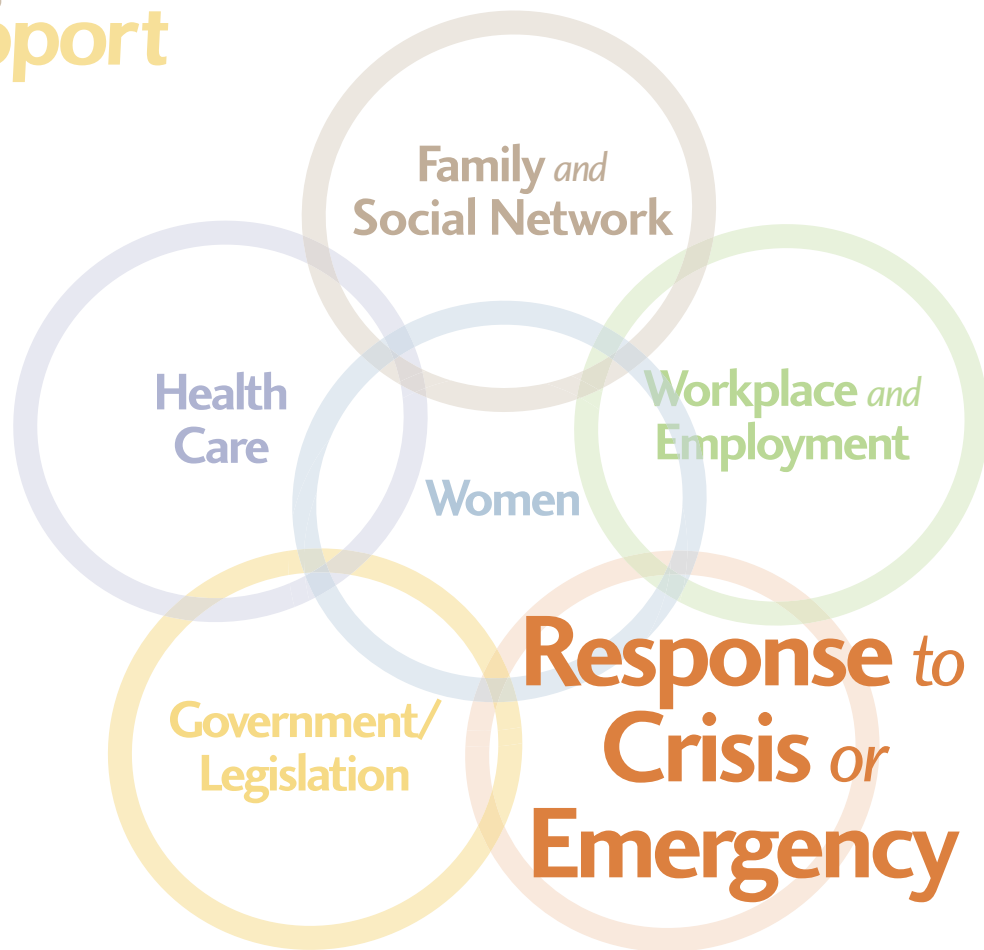 pport
Family and
Social Network
Health
Care
Workplace and
Employment
Women
Government/
Legislation
Response to
Crisis or
Emergency